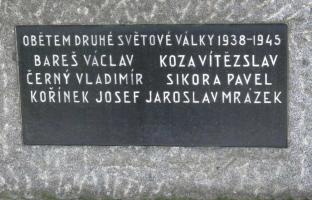 OBĚTEM DRUHÉ SVĚTOVÉ VÁLKY 1938-1945
BAREŠ VÁCLAV KOZA VÍTĚZSLAV
ČERNÝ VLADIMÍR SIKORA PAVEL
KOŘÍNEK JOSEF JAROSLAV MRÁZEK